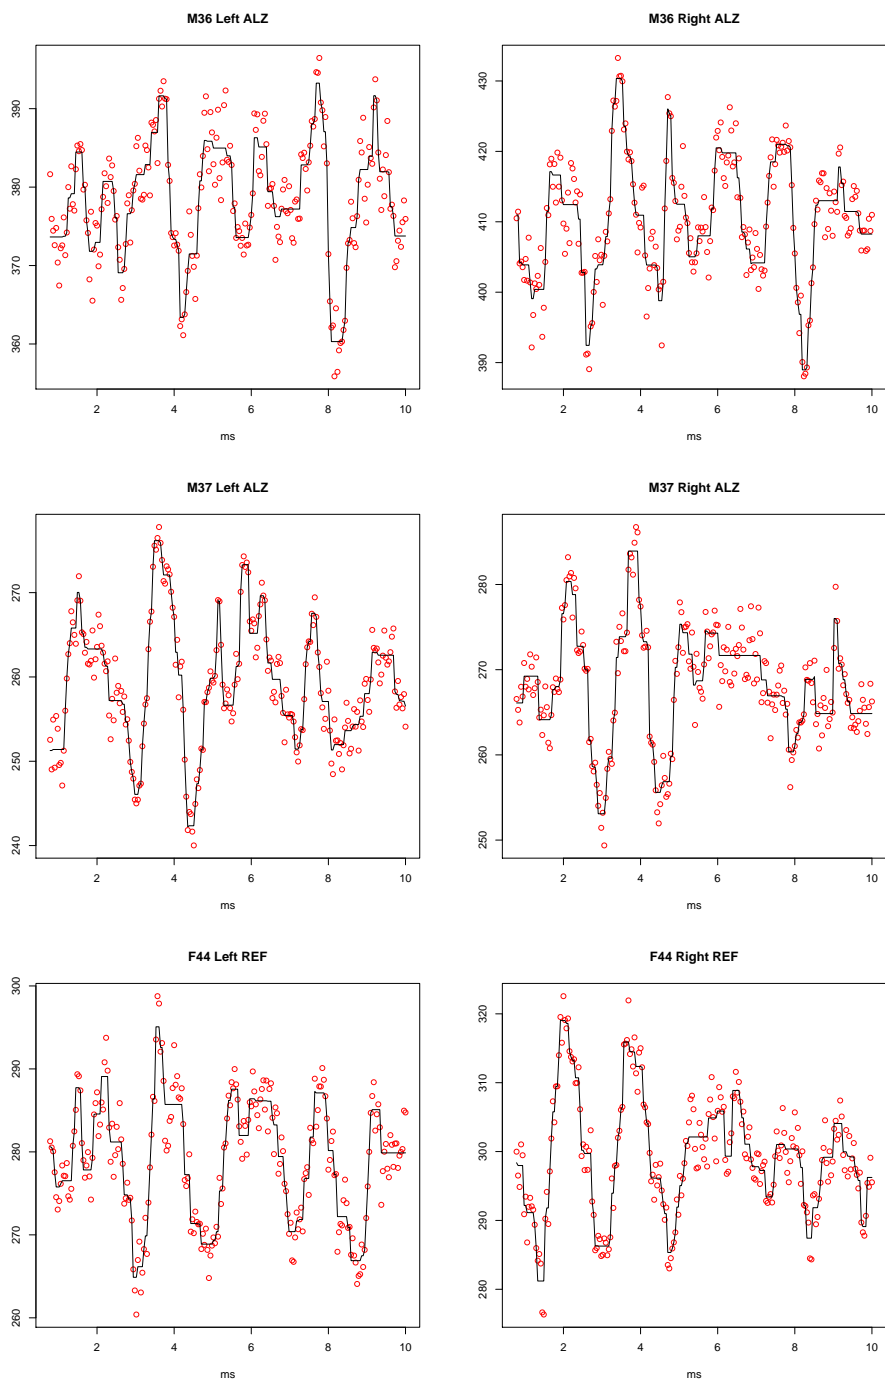 M36 Left ALZ
390
380
370
360
2 4 6 8 10
ms
M36 Right ALZ
430
420
410
400
390
2 4 6 8 10
ms
M37 Left ALZ
270
260
250
240
2 4 6 8 10
ms
M37 Right ALZ
280
270
260
250
2 4 6 8 10
ms
F44 Left REF
300
290
280
270
260
2 4 6 8 10
ms
F44 Right REF
320
310
300
290
280
2 4 6 8 10
ms